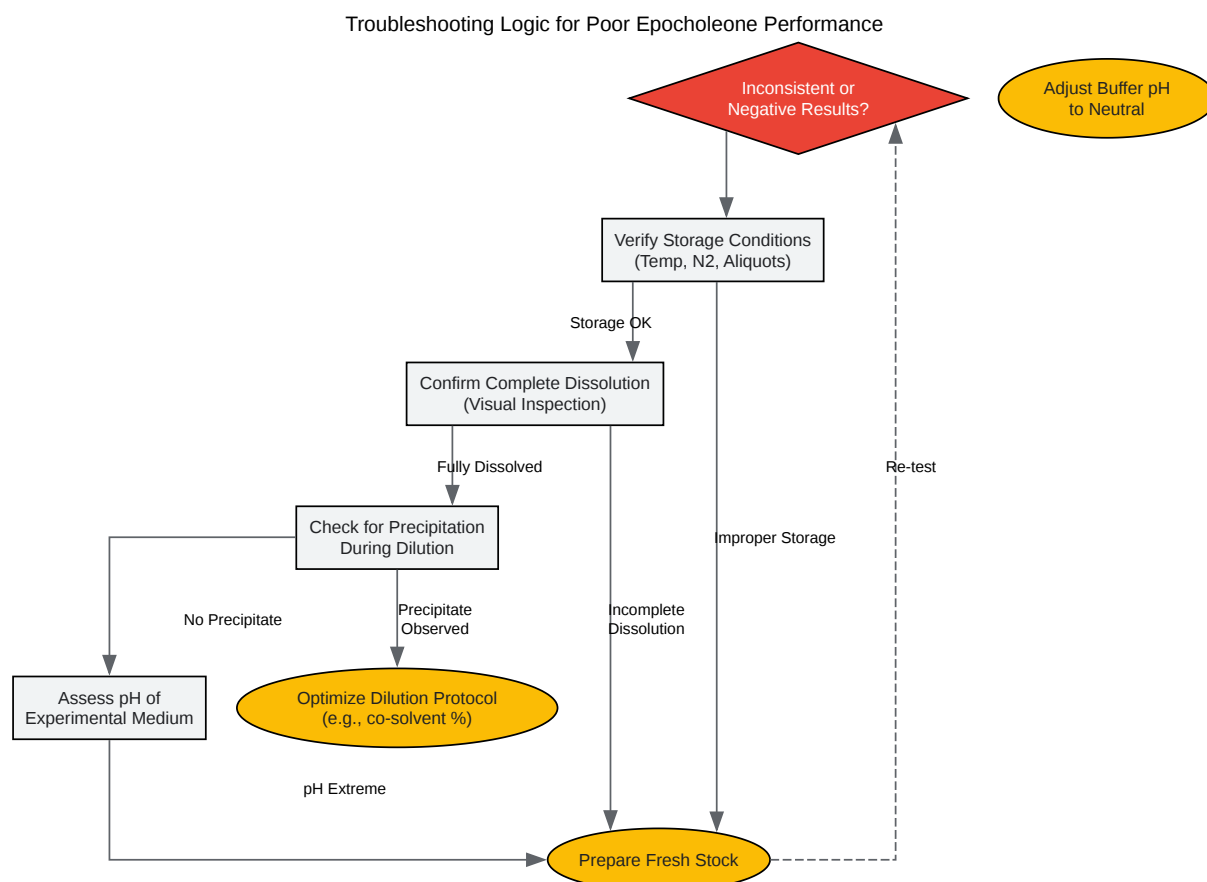 Troubleshooting Logic for Poor Epocholeone Performance
Inconsistent or
Negative Results?
Adjust Buffer pH
to Neutral
Verify Storage Conditions
(Temp, N2, Aliquots)
Storage OK
Confirm Complete Dissolution
(Visual Inspection)
Fully Dissolved
Re-test
Check for Precipitation
During Dilution
Improper Storage
No Precipitate
Precipitate
Observed
Incomplete
Dissolution
Assess pH of
Experimental Medium
Optimize Dilution Protocol
(e.g., co-solvent %)
pH Extreme
Prepare Fresh Stock